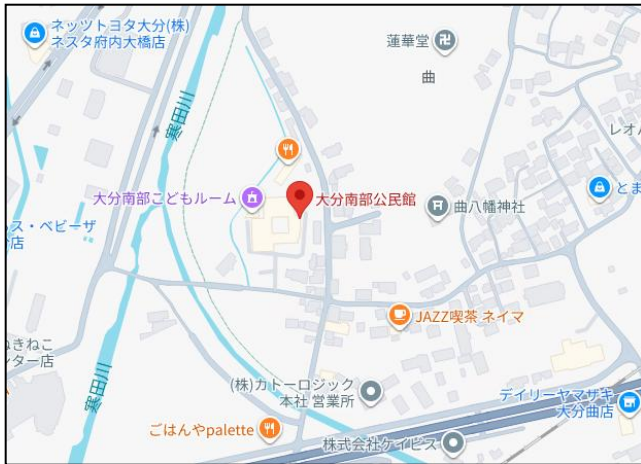 ネッツトヨタ大分(株)
ネスタ府内大橋店
蓮華堂
曲
寒田川
レオパ
大分南部こどもルーム
大分南部公民館
とま
曲八幡神社
ス・ベビーザ
店
JAZZ喫茶 ネイマ
ねきねこ
ンター店
(株)カトーロジック
本社 営業所
デイリーヤマザキ
大分曲店
寒田川
ごはんやpalette
株式会社ケイビス